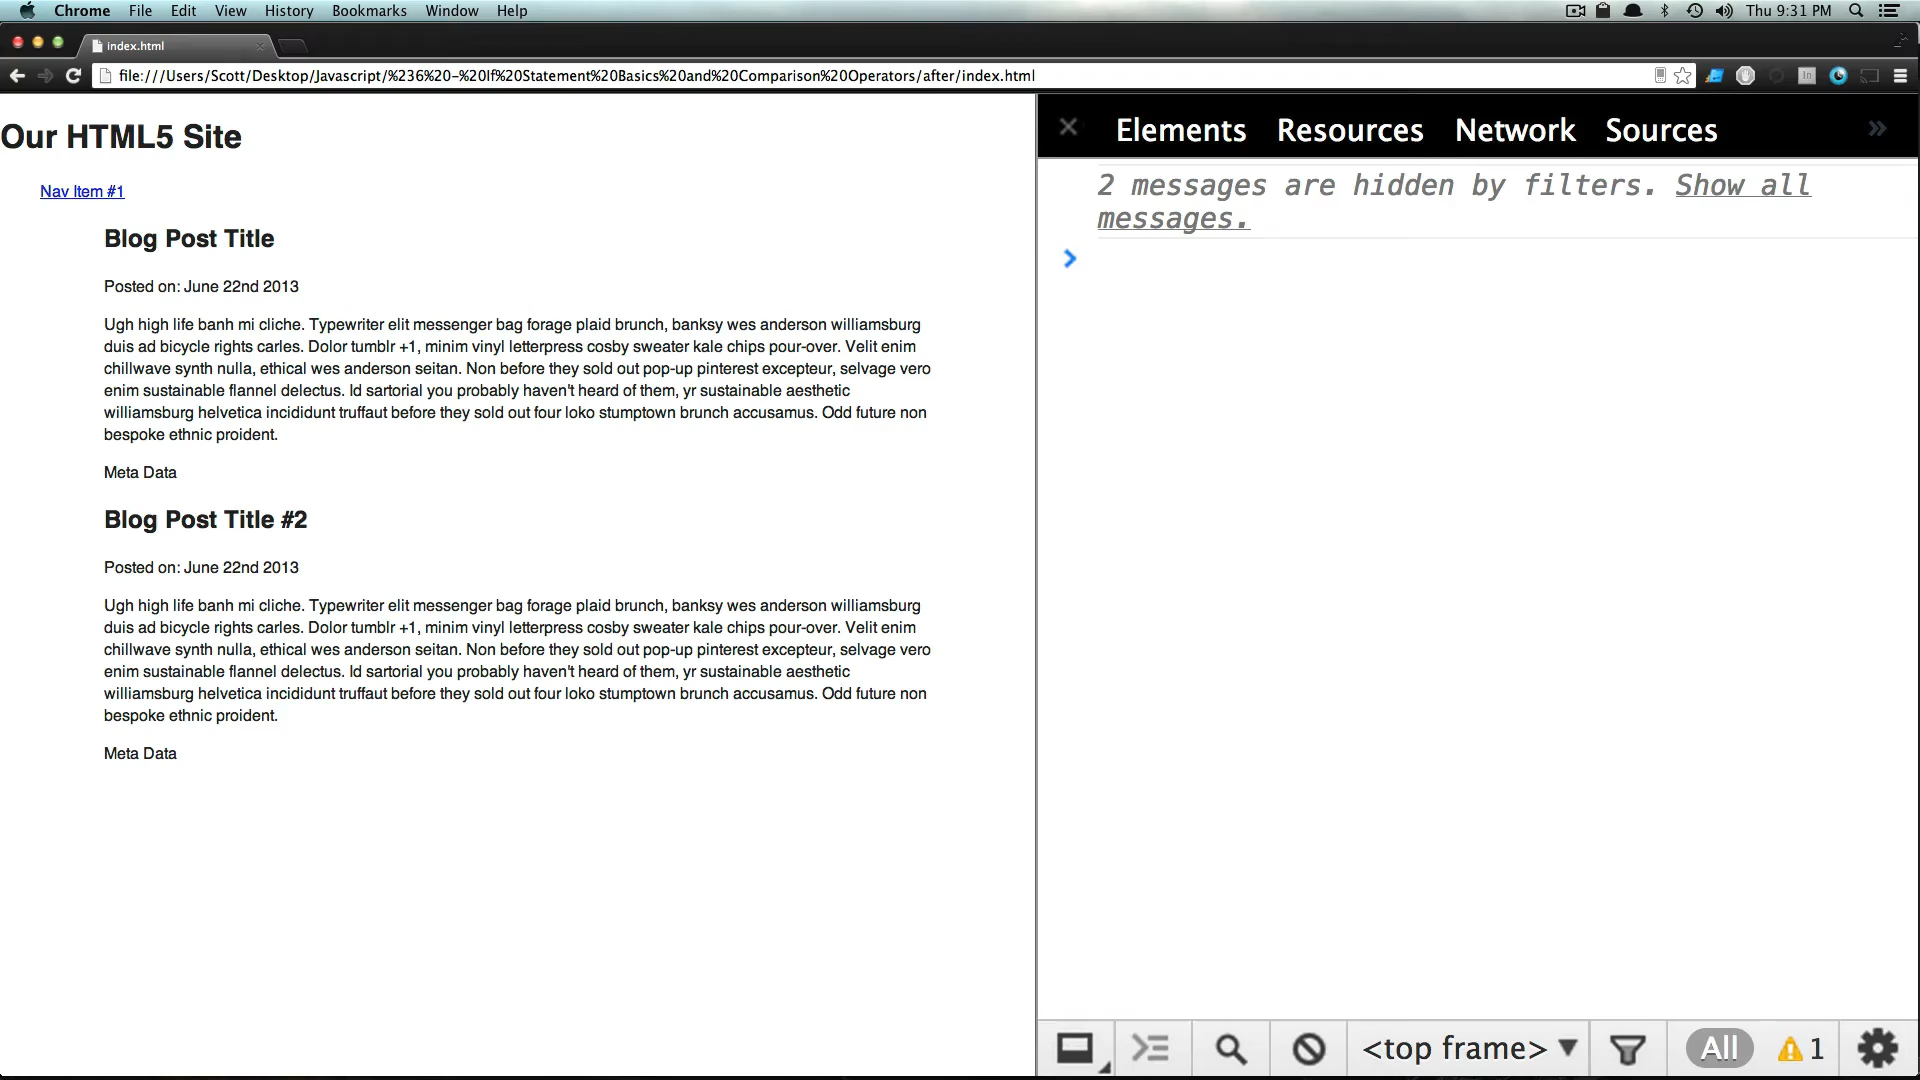 Chrome File Edit View History Bookmarks Window Help Thu 9:31 PM
index.html
file:///Users/Scott/Desktop/Javascript/%236%20-%20If%20Statement%20Basics%20and%20Comparison%20Operators/after/index.html
Our HTML5 Site
Nav Item #1
Blog Post Title
Posted on: June 22nd 2013
Ugh high life banh mi cliche. Typewriter elit messenger bag forage plaid brunch, banksy wes anderson williamsburg
duis ad bicycle rights carles. Dolor tumblr +1, minim vinyl letterpress cosby sweater kale chips pour-over. Velit enim
chillwave synth nulla, ethical wes anderson seitan. Non before they sold out pop-up pinterest excepteur, selvage vero
enim sustainable flannel delectus. Id sartorial you probably haven't heard of them, yr sustainable aesthetic
williamsburg helvetica incididunt truffaut before they sold out four loko stumptown brunch accusamus. Odd future non
bespoke ethnic proident.
Meta Data
Blog Post Title #2
Posted on: June 22nd 2013
Ugh high life banh mi cliche. Typewriter elit messenger bag forage plaid brunch, banksy wes anderson williamsburg
duis ad bicycle rights carles. Dolor tumblr +1, minim vinyl letterpress cosby sweater kale chips pour-over. Velit enim
chillwave synth nulla, ethical wes anderson seitan. Non before they sold out pop-up pinterest excepteur, selvage vero
enim sustainable flannel delectus. Id sartorial you probably haven't heard of them, yr sustainable aesthetic
williamsburg helvetica incididunt truffaut before they sold out four loko stumptown brunch accusamus. Odd future non
bespoke ethnic proident.
Meta Data
Elements Resources Network Sources
2 messages are hidden by filters. Show all
messages.
<top frame> All 1